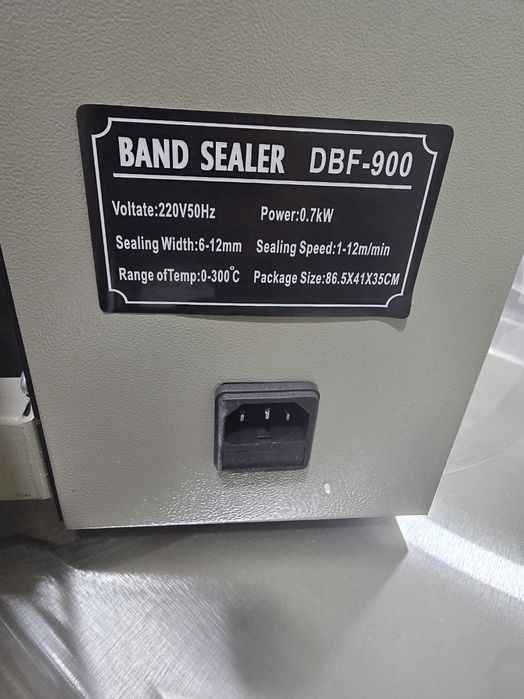 BAND SEALER DBF-900
Voltate:220V50Hz Power:0.7kW
Sealing Width:6-12mm Sealing Speed:1-12m/min
Range ofTemp:0-300℃ Package Size:86.5X41X35CM